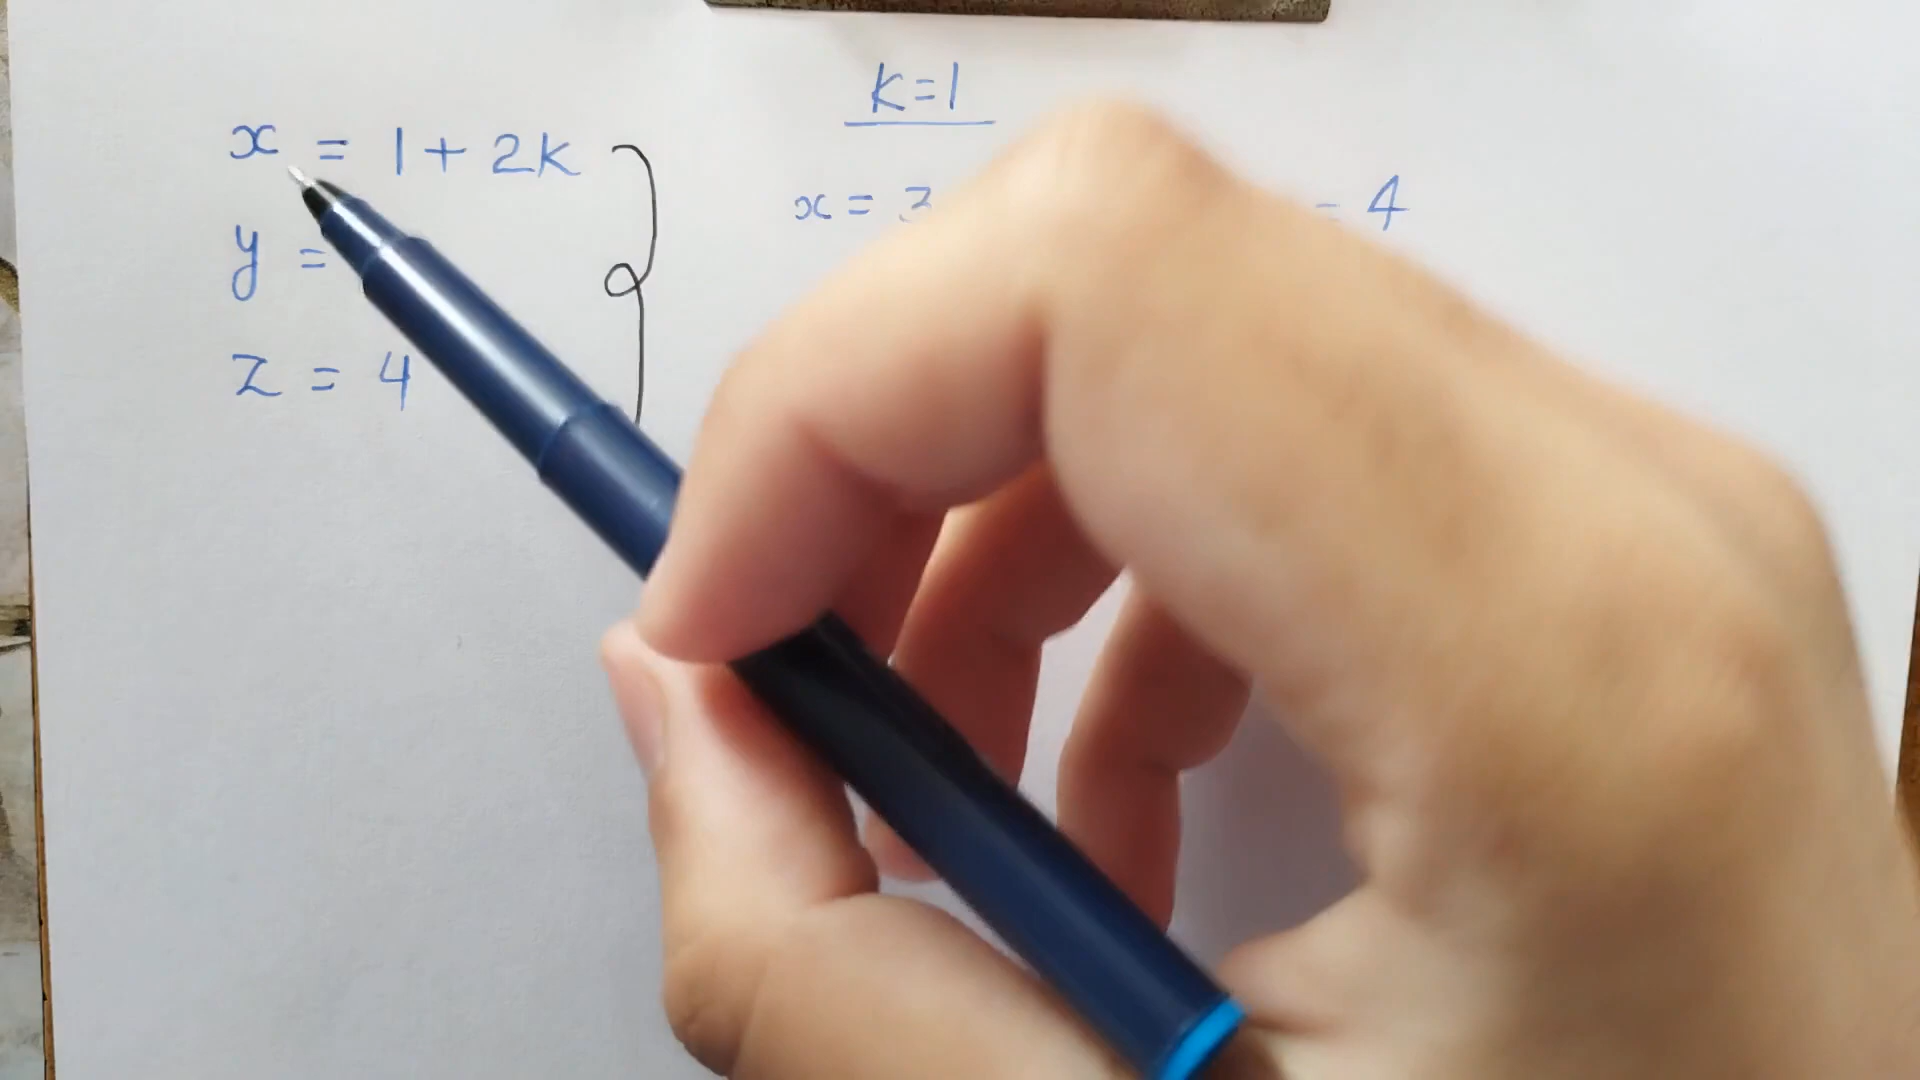 k=1
x = 1 + 2k
x = 3
= 4
y =
z = 4